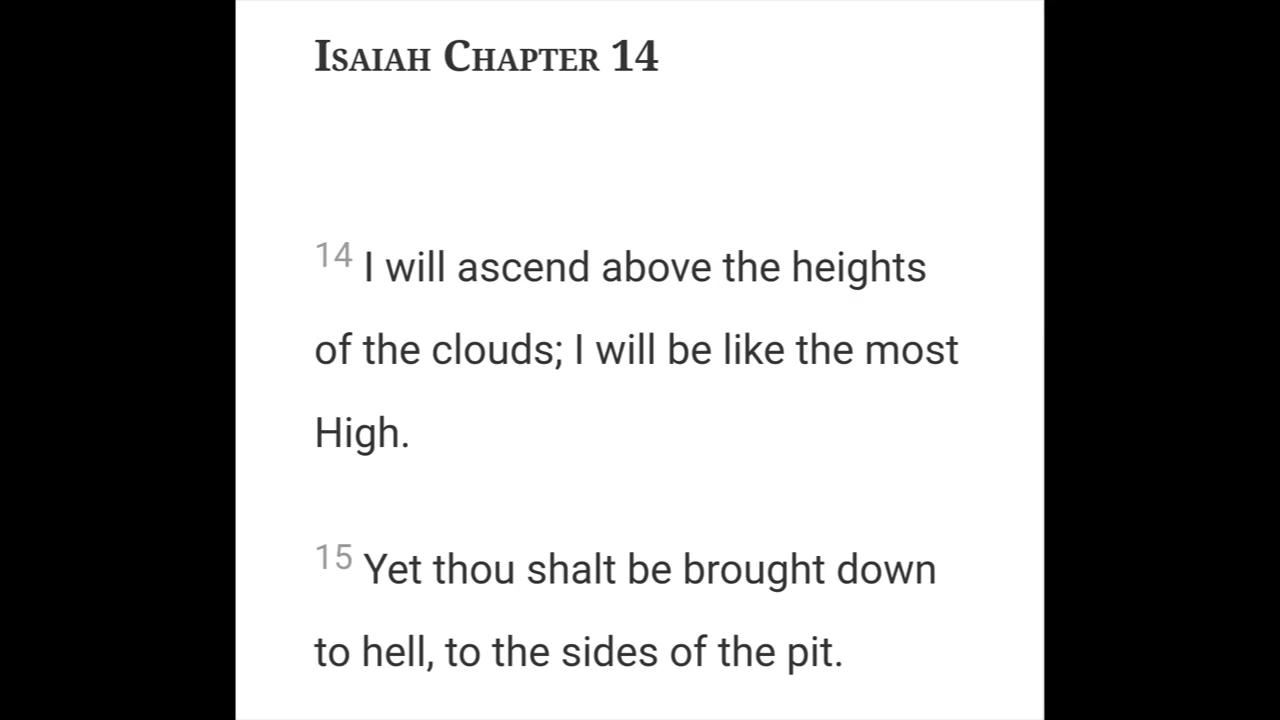 Isaiah Chapter 14
14 I will ascend above the heights
of the clouds; I will be like the most
High.
15 Yet thou shalt be brought down
to hell, to the sides of the pit.